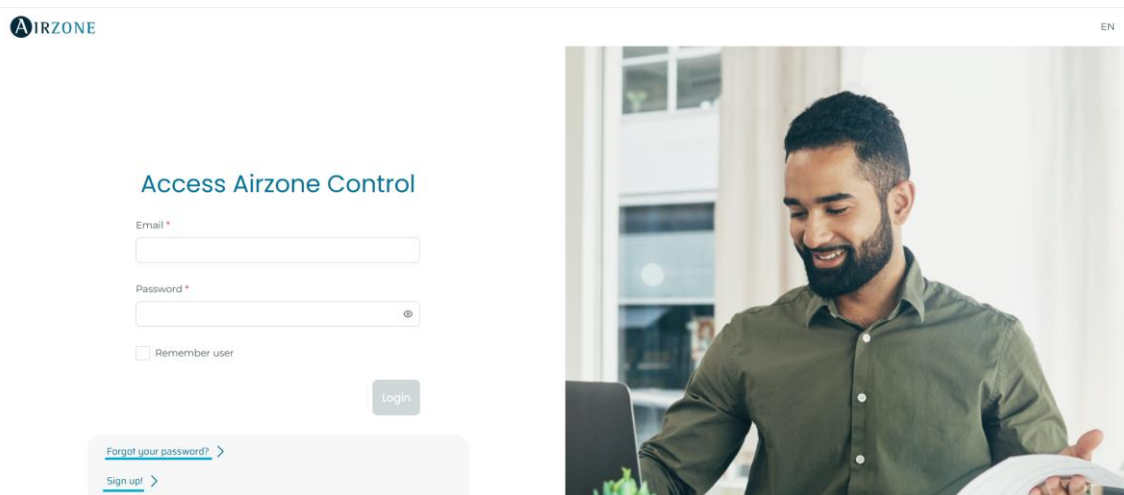 AIRZONE
EN
Access Airzone Control
Email *
Password *
Remember user
Login
Forgot your password?
Sign up!